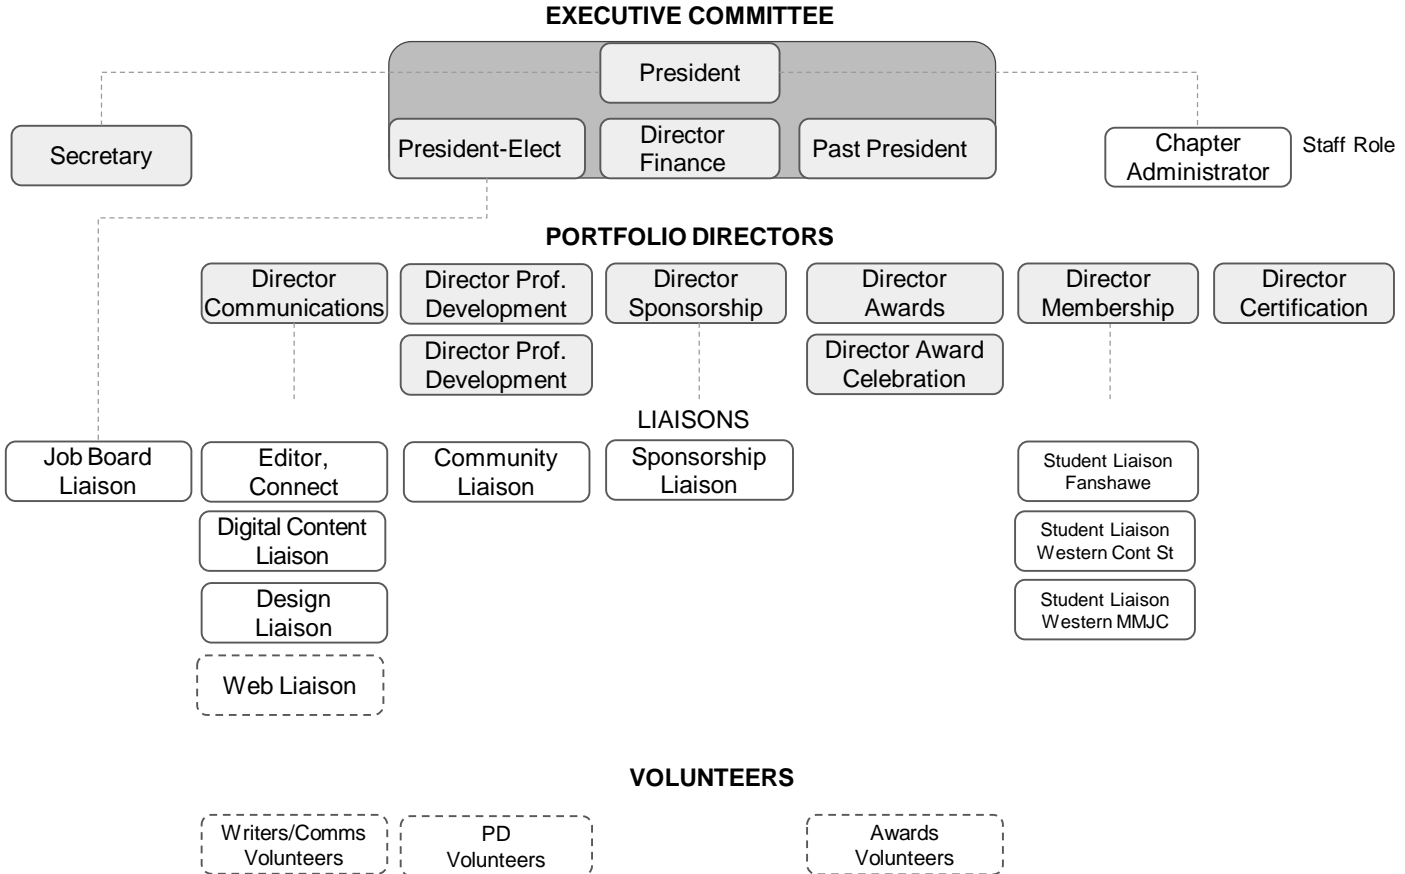 EXECUTIVE COMMITTEE
President
Secretary
President-Elect
Director
Finance
Past President
Chapter
Administrator
Staff Role
PORTFOLIO DIRECTORS
Director
Communications
Director Prof.
Development
Director
Sponsorship
Director
Awards
Director
Membership
Director
Certification
Director Prof.
Development
Director Award
Celebration
LIAISONS
Job Board
Liaison
Editor,
Connect
Community
Liaison
Sponsorship
Liaison
Student Liaison
Fanshawe
Digital Content
Liaison
Student Liaison
Western Cont St
Design
Liaison
Student Liaison
Western MMJC
Web Liaison
VOLUNTEERS
Writers/Comms
Volunteers
PD
Volunteers
Awards
Volunteers